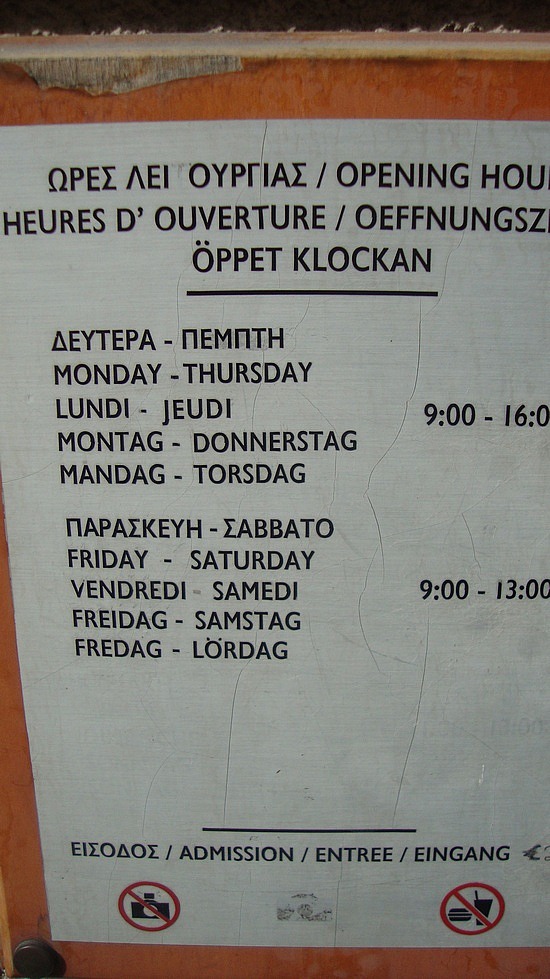 ΩΡΕΣ ΛΕΙ ΟΥΡΓΙΑΣ / OPENING HOU
HEURES D' OUVERTURE / OEFFNUNGSZ
ÖPPET KLOCKAN
ΔΕΥΤΕΡΑ - ΠΕΜΠΤΗ
MONDAY - THURSDAY
LUNDI - JEUDI 9:00 - 16:0
MONTAG - DONNERSTAG
MANDAG - TORSDAG
ΠΑΡΑΣΚΕΥΗ - ΣΑΒΒΑΤΟ
FRIDAY - SATURDAY
VENDREDI - SAMEDI 9:00 - 13:00
FREIDAG - SAMSTAG
FREDAG - LÖRDAG
ΕΙΣΟΔΟΣ / ADMISSION / ENTREE / EINGANG